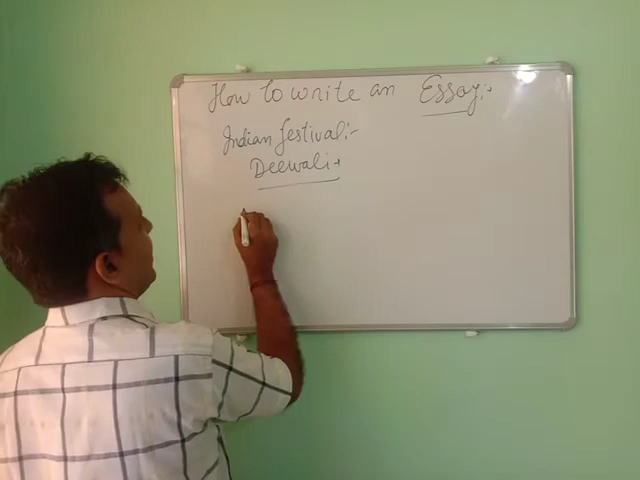 How to write an Essay:-
Indian festival:-
Deewali:-